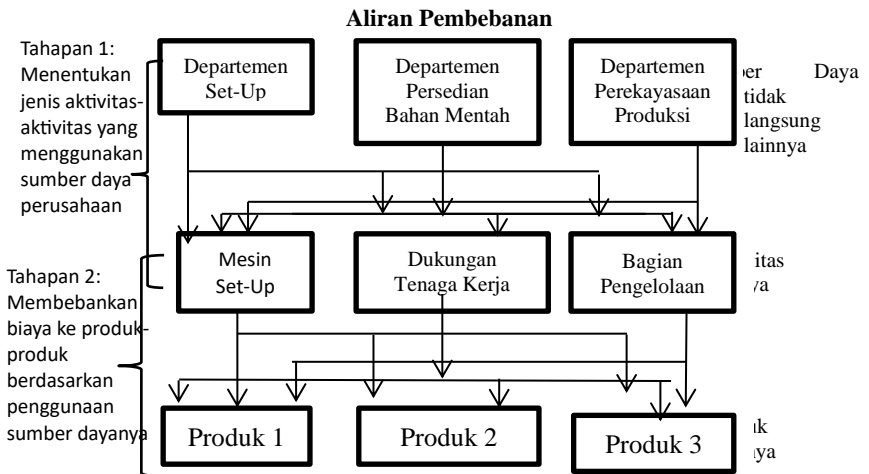 Aliran Pembebanan
Tahapan 1:
Menentukan
jenis aktivitas-
aktivitas yang
menggunakan
sumber daya
perusahaan
Departemen
Set-Up
Departemen
Persedian
Bahan Mentah
Departemen
Perekayasaan
Produksi
Daya
tidak
langsung
lainnya
Mesin
Set-Up
Dukungan
Tenaga Kerja
Bagian
Pengelolaan
Tahapan 2:
Membebankan
biaya ke produk-
produk
berdasarkan
penggunaan
sumber dayanya
Produk 1
Produk 2
Produk 3